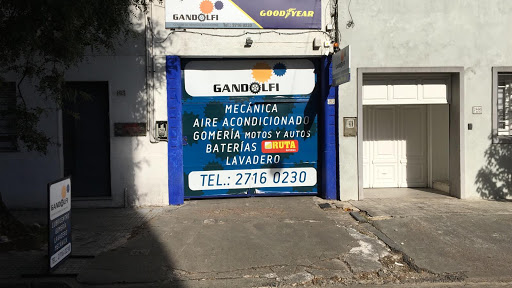 GANDOLFI
GOODYEAR
GANDOLFI
MECÁNICA
AIRE ACONDICIONADO
GOMERÍA MOTOS Y AUTOS
BATERÍAS RUTA
LAVADERO
TEL.: 2716 0230
GANDOLFI